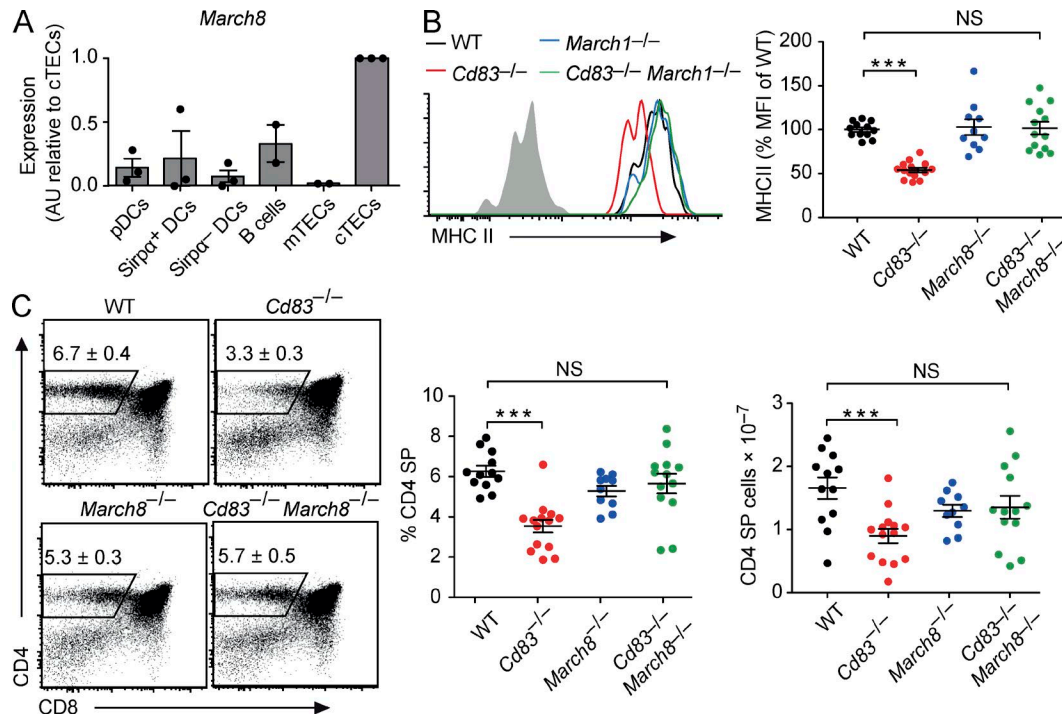 A
March8
Expression
(AU relative to cTECs)
1.0
0.5
0.0
pDCs
Sirpα+ DCs
Sirpα– DCs
B cells
mTECs
cTECs
B
WT
March1–/–
Cd83–/–
Cd83–/– March1–/–
MHC II
NS
***
MHCII (% MFI of WT)
200
150
100
50
0
WT
Cd83–/–
March8–/–
Cd83–/–
March8–/–
C
WT
Cd83–/–
6.7 ± 0.4
3.3 ± 0.3
March8–/–
Cd83–/– March8–/–
5.3 ± 0.3
5.7 ± 0.5
CD4
CD8
NS
***
% CD4 SP
10
8
6
4
2
0
WT
Cd83–/–
March8–/–
Cd83–/–
March8–/–
NS
***
CD4 SP cells × 10–7
3
2
1
0
WT
Cd83–/–
March8–/–
Cd83–/–
March8–/–